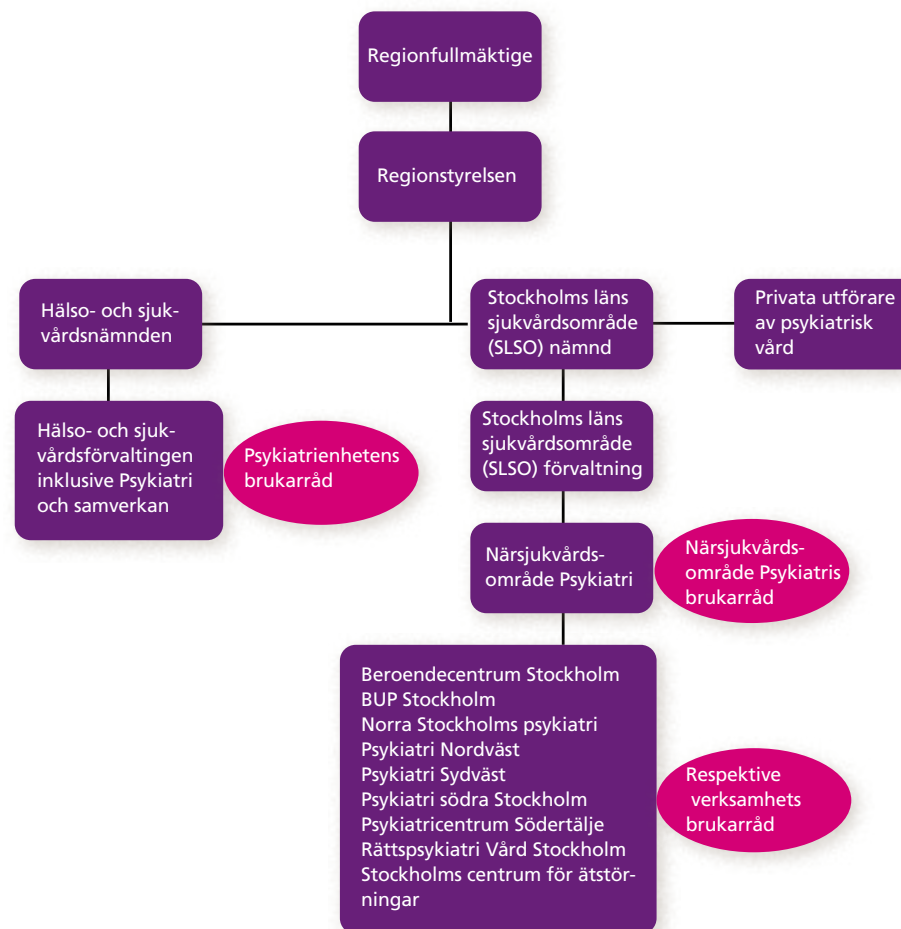 Regionfullmäktige
Regionstyrelsen
Hälso- och sjuk-
vårdsnämnden
Stockholms läns
sjukvårdsområde
(SLSO) nämnd
Privata utförare
av psykiatrisk
vård
Hälso- och sjuk-
vårdsförvaltingen
inklusive Psykiatri
och samverkan
Psykiatrienhetens
brukarråd
Stockholms läns
sjukvårdsområde
(SLSO) förvaltning
Närsjukvårds-
område Psykiatri
Närsjukvårds-
område Psykiatris
brukarråd
Beroendecentrum Stockholm
BUP Stockholm
Norra Stockholms psykiatri
Psykiatri Nordväst
Psykiatri Sydväst
Psykiatri södra Stockholm
Psykiatricentrum Södertälje
Rättspsykiatri Vård Stockholm
Stockholms centrum för ätstör-
ningar
Respektive
verksamhets
brukarråd